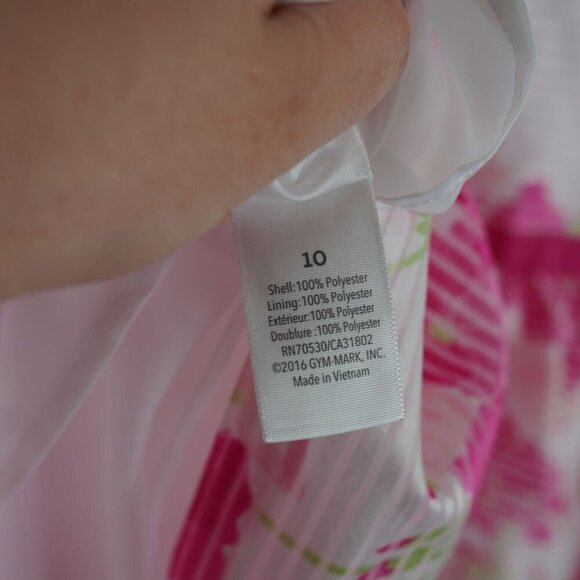 10
Shell:100% Polyester
Lining:100% Polyester
Extérieur:100% Polyester
Doublure :100% Polyester
RN70530/CA31802
©2016 GYM-MARK, INC.
Made in Vietnam